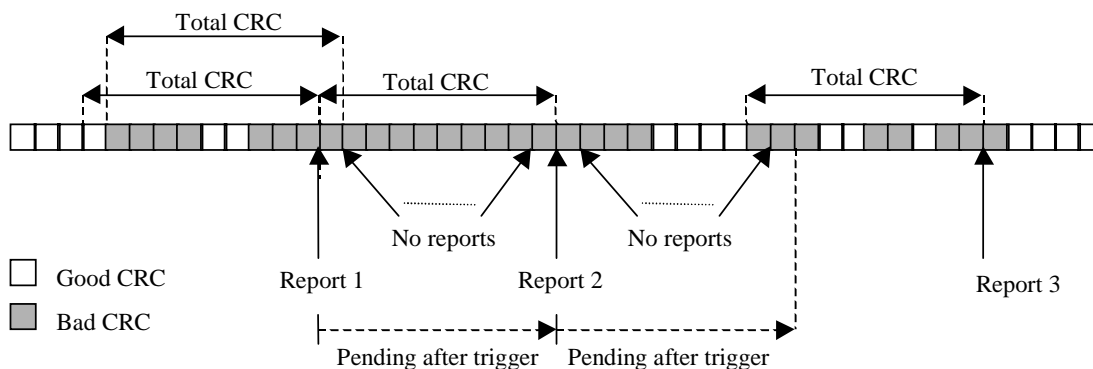 Total CRC
Total CRC
Total CRC
Total CRC
No reports
No reports
Good CRC
Report 1
Report 2
Report 3
Bad CRC
Pending after trigger
Pending after trigger